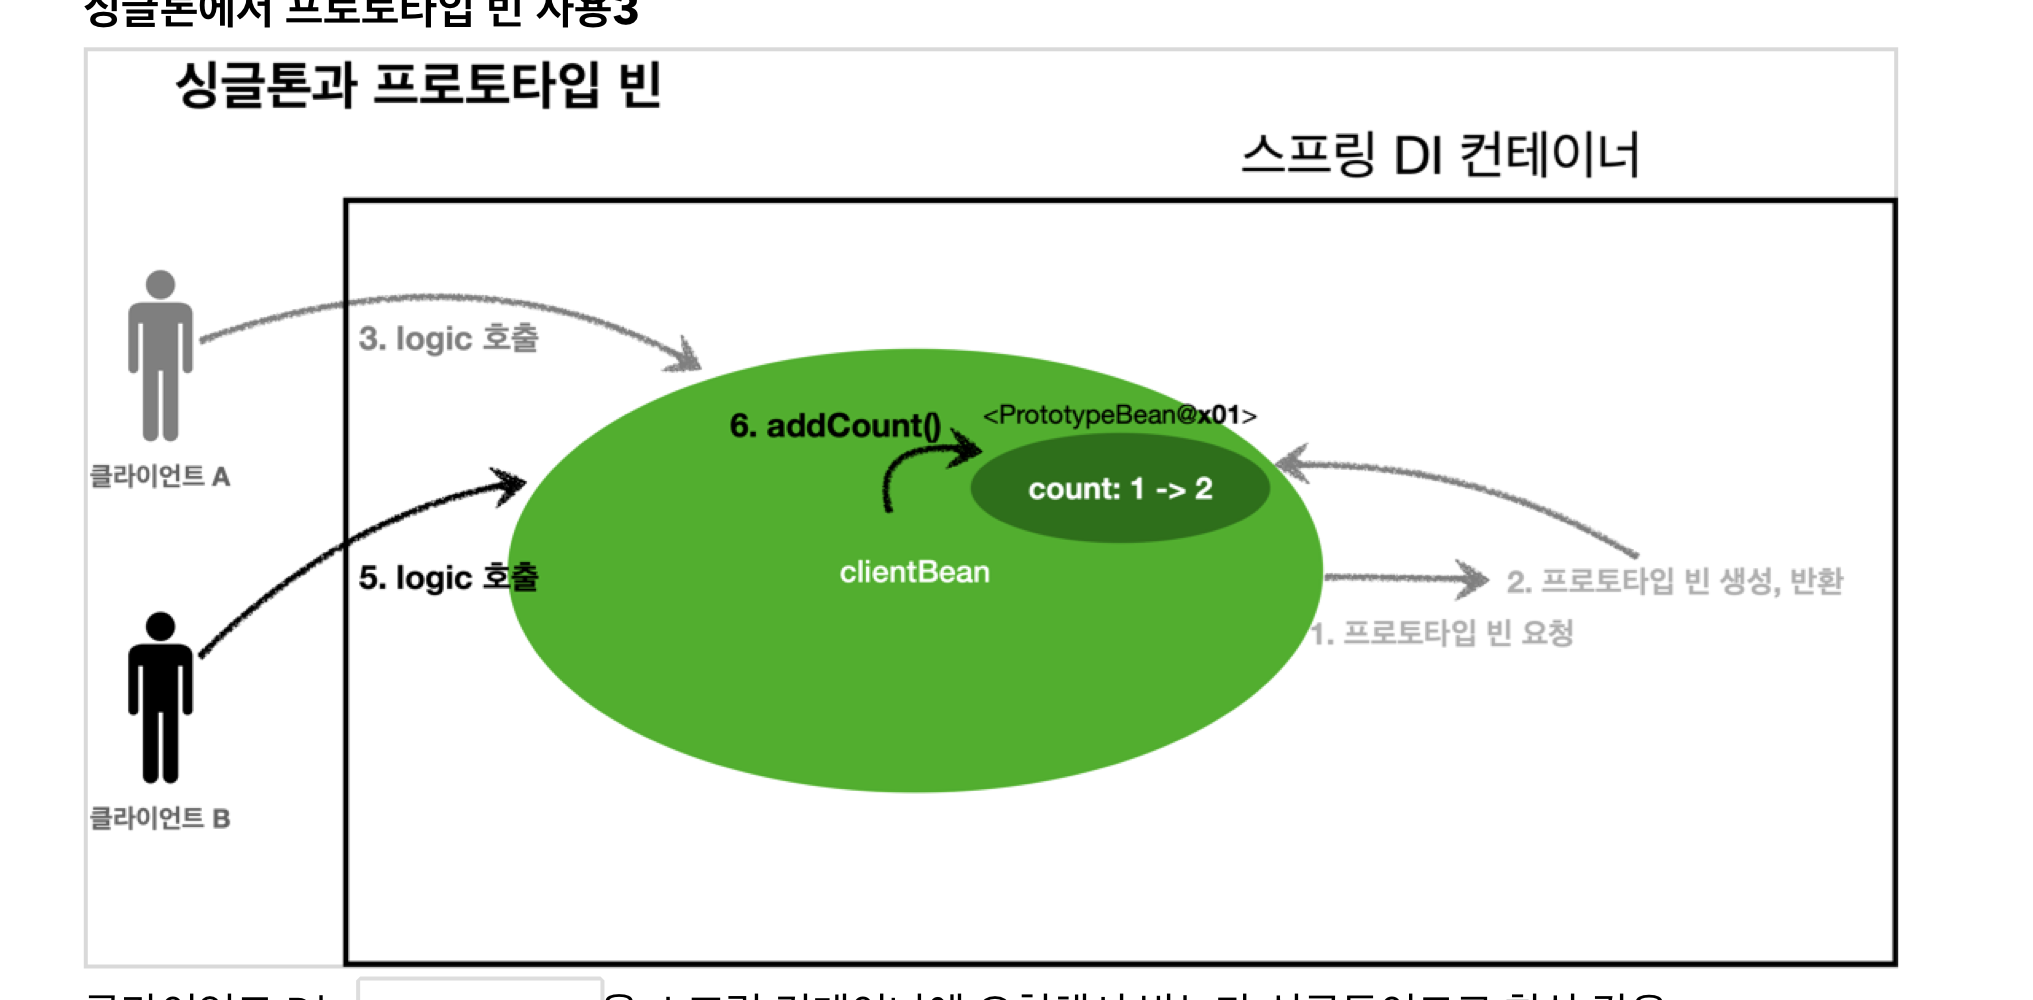 싱글톤에서 프로토타입 빈 사용3
싱글톤과 프로토타입 빈
스프링 DI 컨테이너
3. logic 호출
6. addCount()
<PrototypeBean@x01>
클라이언트 A
count: 1 -> 2
5. logic 호출
clientBean
2. 프로토타입 빈 생성, 반환
1. 프로토타입 빈 요청
클라이언트 B